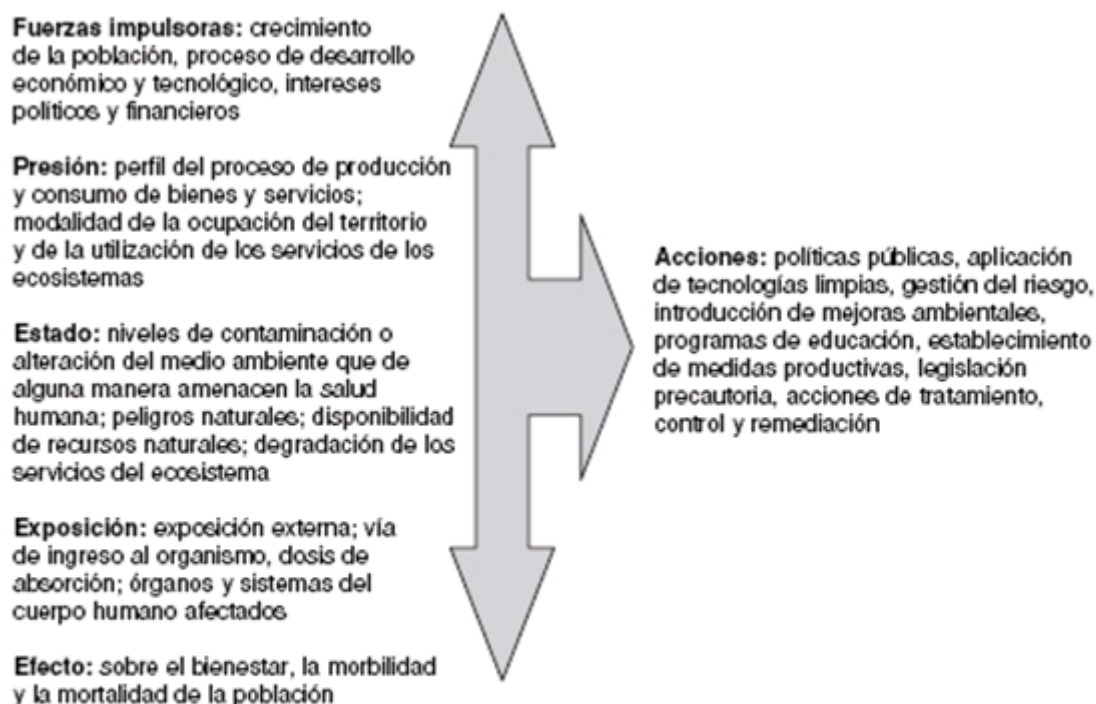 Fuerzas impulsoras: crecimiento
de la población, proceso de desarrollo
económico y tecnológico, intereses
políticos y financieros
Presión: perfil del proceso de producción
y consumo de bienes y servicios;
modalidad de la ocupación del territorio
y de la utilización de los servicios de los
ecosistemas
Estado: niveles de contaminación o
alteración del medio ambiente que de
alguna manera amenacen la salud
humana; peligros naturales; disponibilidad
de recursos naturales; degradación de los
servicios del ecosistema
Exposición: exposición externa; vía
de ingreso al organismo, dosis de
absorción; órganos y sistemas del
cuerpo humano afectados
Efecto: sobre el bienestar, la morbilidad
y la mortalidad de la población
Acciones: políticas públicas, aplicación
de tecnologías limpias, gestión del riesgo,
introducción de mejoras ambientales,
programas de educación, establecimiento
de medidas productivas, legislación
precautoria, acciones de tratamiento,
control y remediación